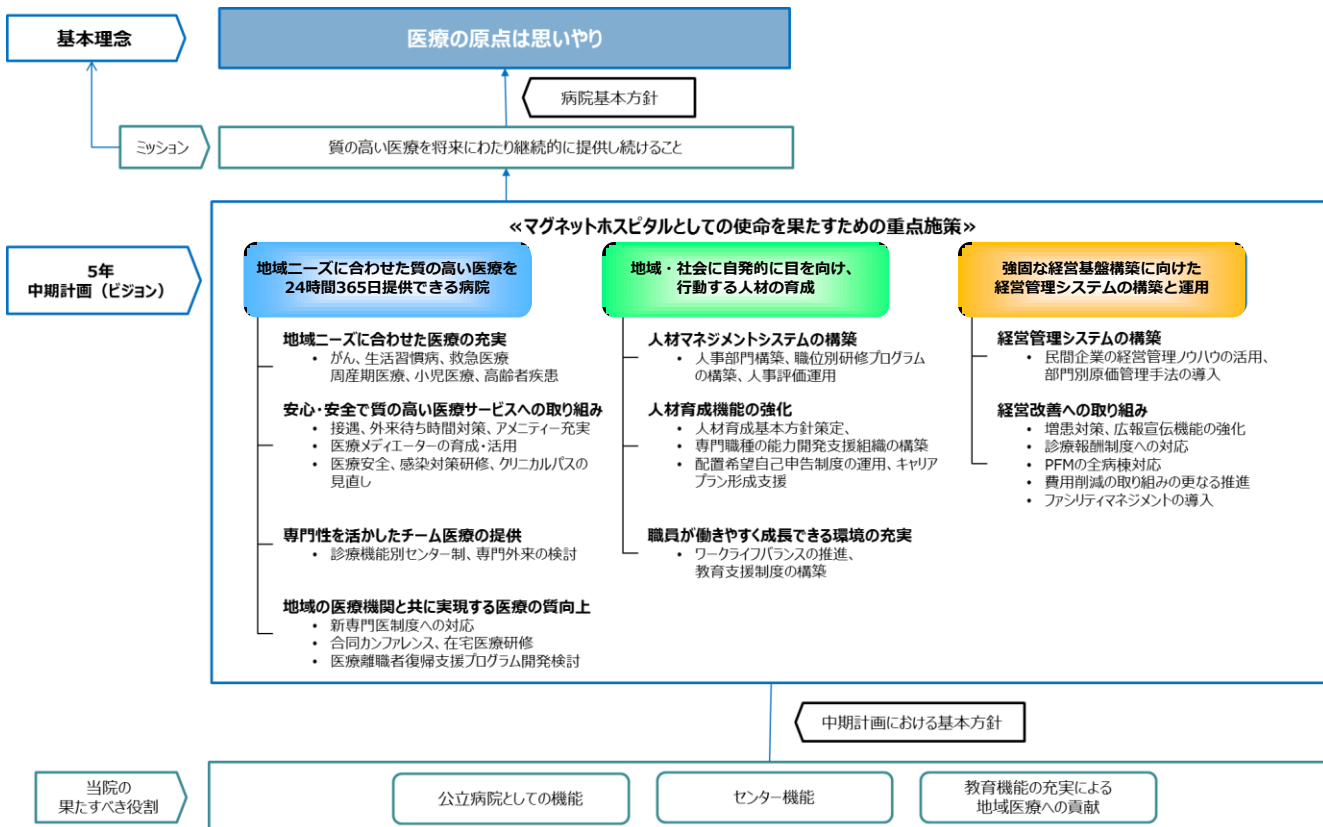 基本理念
医療の原点は思いやり
病院基本方針
ミッション
質の高い医療を将来にわたり継続的に提供し続けること
≪マグネットホスピタルとしての使命を果たすための重点施策≫
5年
中期計画(ビジョン)
地域ニーズに合わせた質の高い医療を
24時間365日提供できる病院
地域ニーズに合わせた医療の充実
• がん、生活習慣病、救急医療
周産期医療、小児医療、高齢者疾患
安心・安全で質の高い医療サービスへの取り組み
• 接遇、外来待ち時間対策、アメニティー充実
• 医療メディエーターの育成・活用
• 医療安全、感染対策研修、クリニカルパスの
見直し
専門性を活かしたチーム医療の提供
• 診療機能別センター制、専門外来の検討
地域の医療機関と共に実現する医療の質向上
• 新専門医制度への対応
• 合同カンファレンス、在宅医療研修
• 医療離職者復帰支援プログラム開発検討
地域・社会に自発的に目を向け、
行動する人材の育成
人材マネジメントシステムの構築
• 人事部門構築、職位別研修プログラム
の構築、人事評価運用
人材育成機能の強化
• 人材育成基本方針策定、
• 専門職種の能力開発支援組織の構築
• 配置希望自己申告制度の運用、キャリア
プラン形成支援
職員が働きやすく成長できる環境の充実
• ワークライフバランスの推進、
教育支援制度の構築
強固な経営基盤構築に向けた
経営管理システムの構築と運用
経営管理システムの構築
• 民間企業の経営管理ノウハウの活用、
部門別原価管理手法の導入
経営改善への取り組み
• 増患対策、広報宣伝機能の強化
• 診療報酬制度への対応
• PFMの全病棟対応
• 費用削減の取り組みの更なる推進
• ファシリティマネジメントの導入
中期計画における基本方針
当院の
果たすべき役割
公立病院としての機能
センター機能
教育機能の充実による
地域医療への貢献